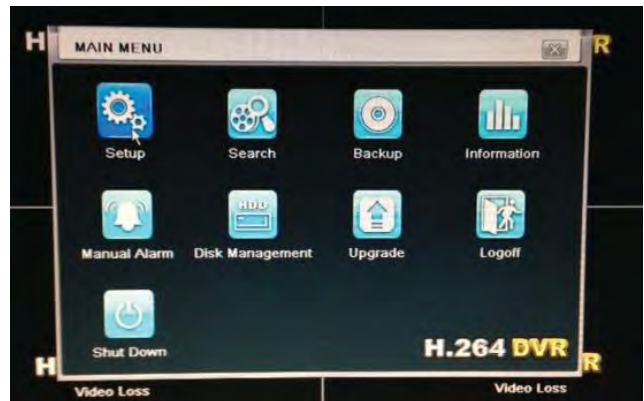 H
MAIN MENU
R
Setup Search Backup Information
HDD
Manual Alarm Disk Management Upgrade Logoff
Shut Down
H.264 DVR
H
R
Video Loss Video Loss